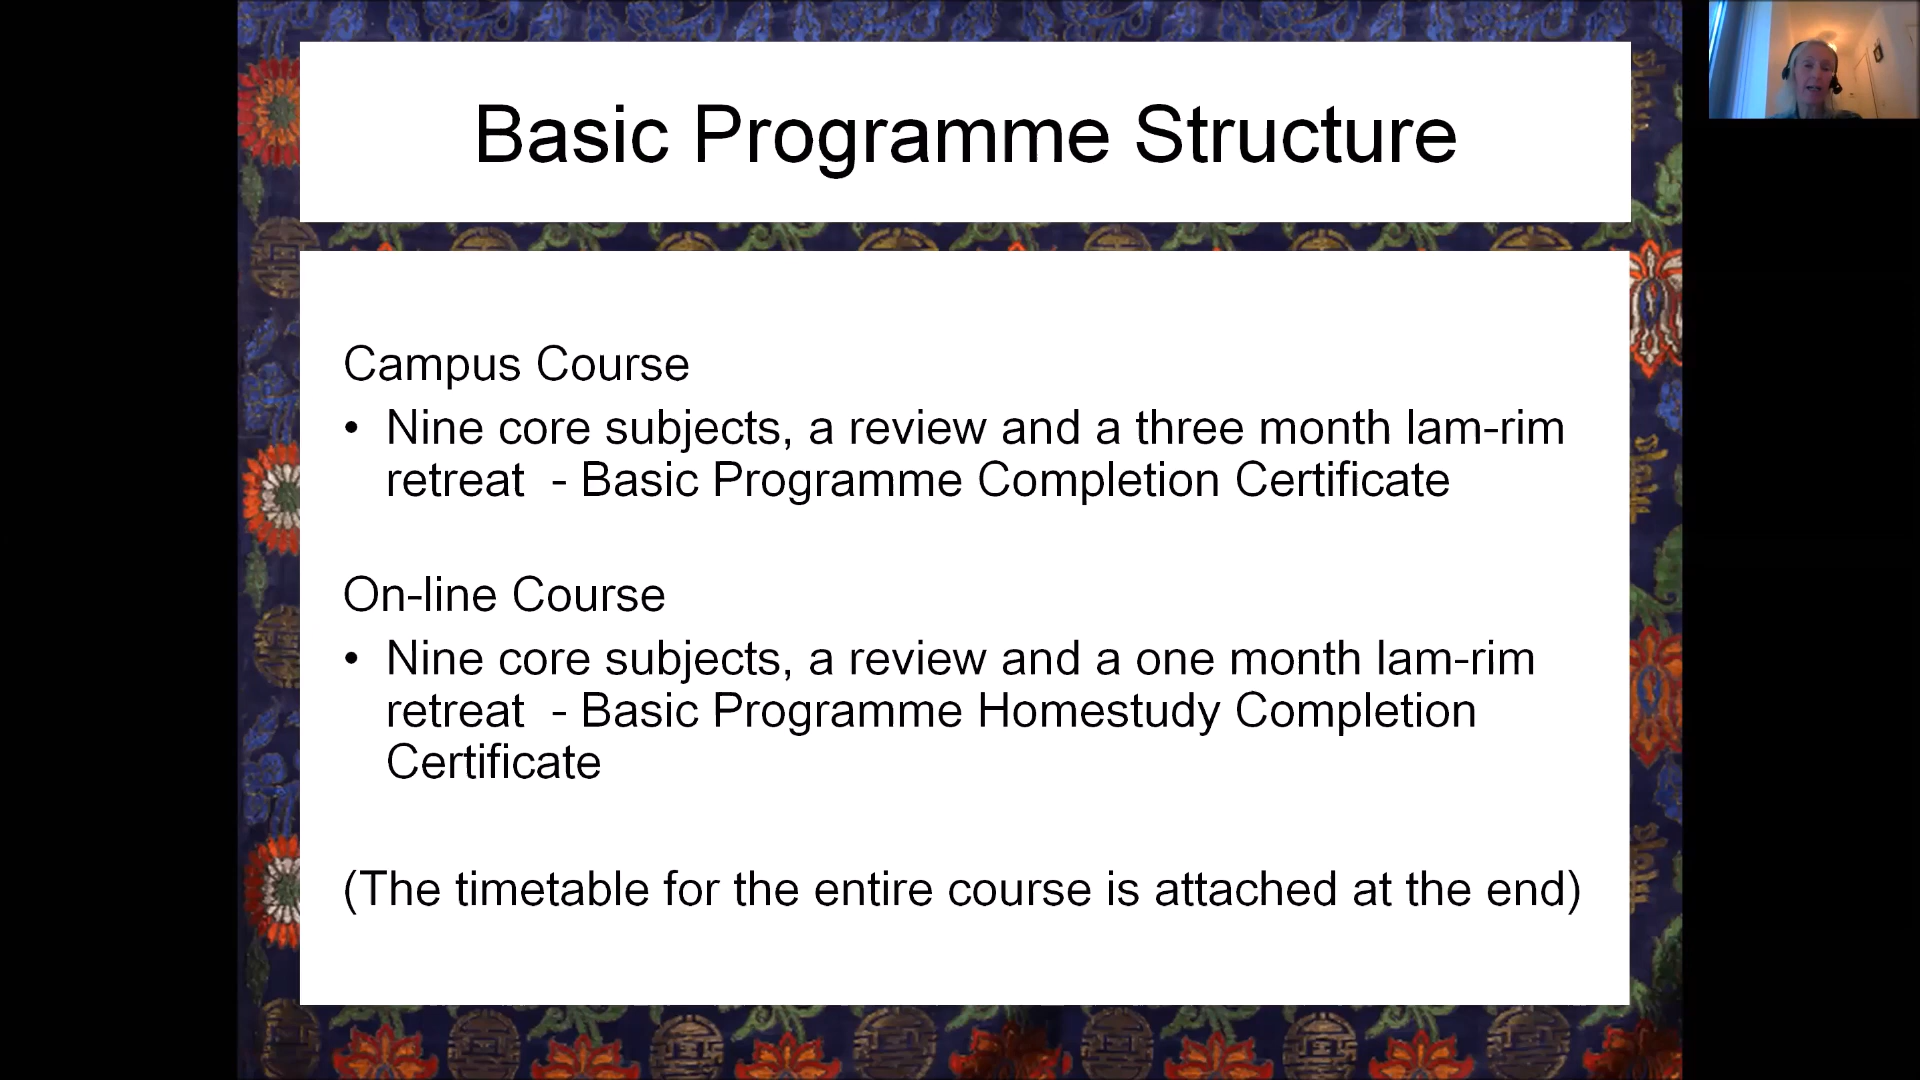 Basic Programme Structure
Campus Course
• Nine core subjects, a review and a three month lam-rim
retreat  - Basic Programme Completion Certificate
On-line Course
• Nine core subjects, a review and a one month lam-rim
retreat  - Basic Programme Homestudy Completion
Certificate
(The timetable for the entire course is attached at the end)